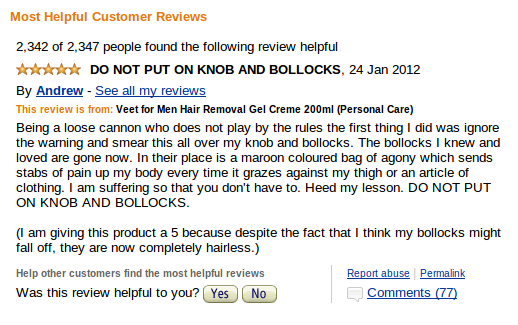 Most Helpful Customer Reviews
2,342 of 2,347 people found the following review helpful
DO NOT PUT ON KNOB AND BOLLOCKS, 24 Jan 2012
By Andrew - See all my reviews
This review is from: Veet for Men Hair Removal Gel Creme 200ml (Personal Care)
Being a loose cannon who does not play by the rules the first thing I did was ignore
the warning and smear this all over my knob and bollocks. The bollocks I knew and
loved are gone now. In their place is a maroon coloured bag of agony which sends
stabs of pain up my body every time it grazes against my thigh or an article of
clothing. I am suffering so that you don't have to. Heed my lesson. DO NOT PUT
ON KNOB AND BOLLOCKS.
(I am giving this product a 5 because despite the fact that I think my bollocks might
fall off, they are now completely hairless.)
Help other customers find the most helpful reviews
Was this review helpful to you? Yes No
Report abuse | Permalink
Comments (77)